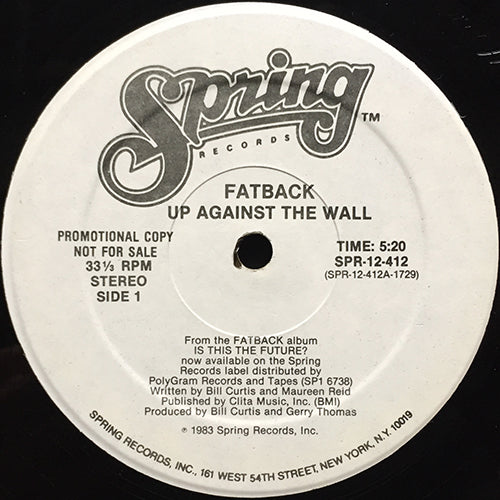 Spring TM
RECORDS
FATBACK
UP AGAINST THE WALL
PROMOTIONAL COPY
NOT FOR SALE
33⅓ RPM
STEREO
SIDE 1
TIME: 5:20
SPR-12-412
(SPR-12-412A-1729)
From the FATBACK album
IS THIS THE FUTURE?
now available on the Spring
Records label distributed by
PolyGram Records and Tapes (SP1 6738)
Written by Bill Curtis and Maureen Reid
Published by Clita Music, Inc. (BMI)
Produced by Bill Curtis and Gerry Thomas
℗ 1983 Spring Records, Inc.
SPRING RECORDS, INC., 161 WEST 54TH STREET, NEW YORK, N.Y. 10019